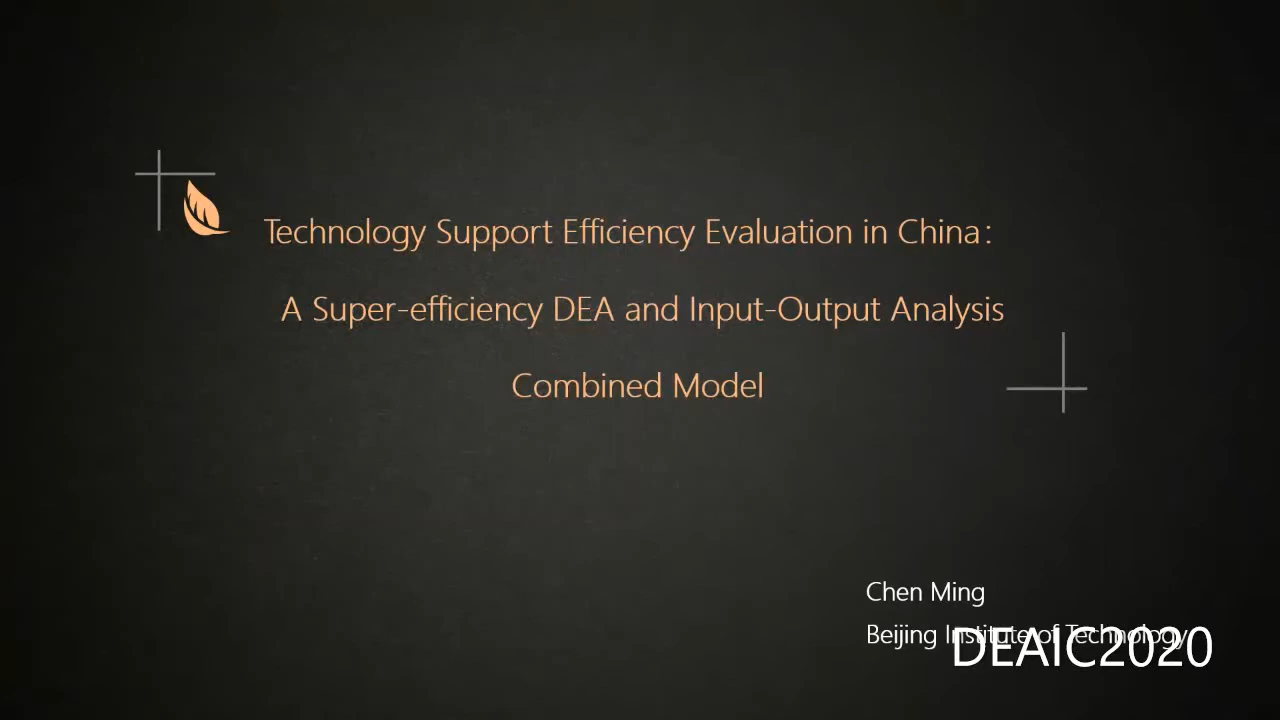 Technology Support Efficiency Evaluation in China:
A Super-efficiency DEA and Input-Output Analysis
Combined Model
Chen Ming
Beijing Institute of Technology
DEAIC2020